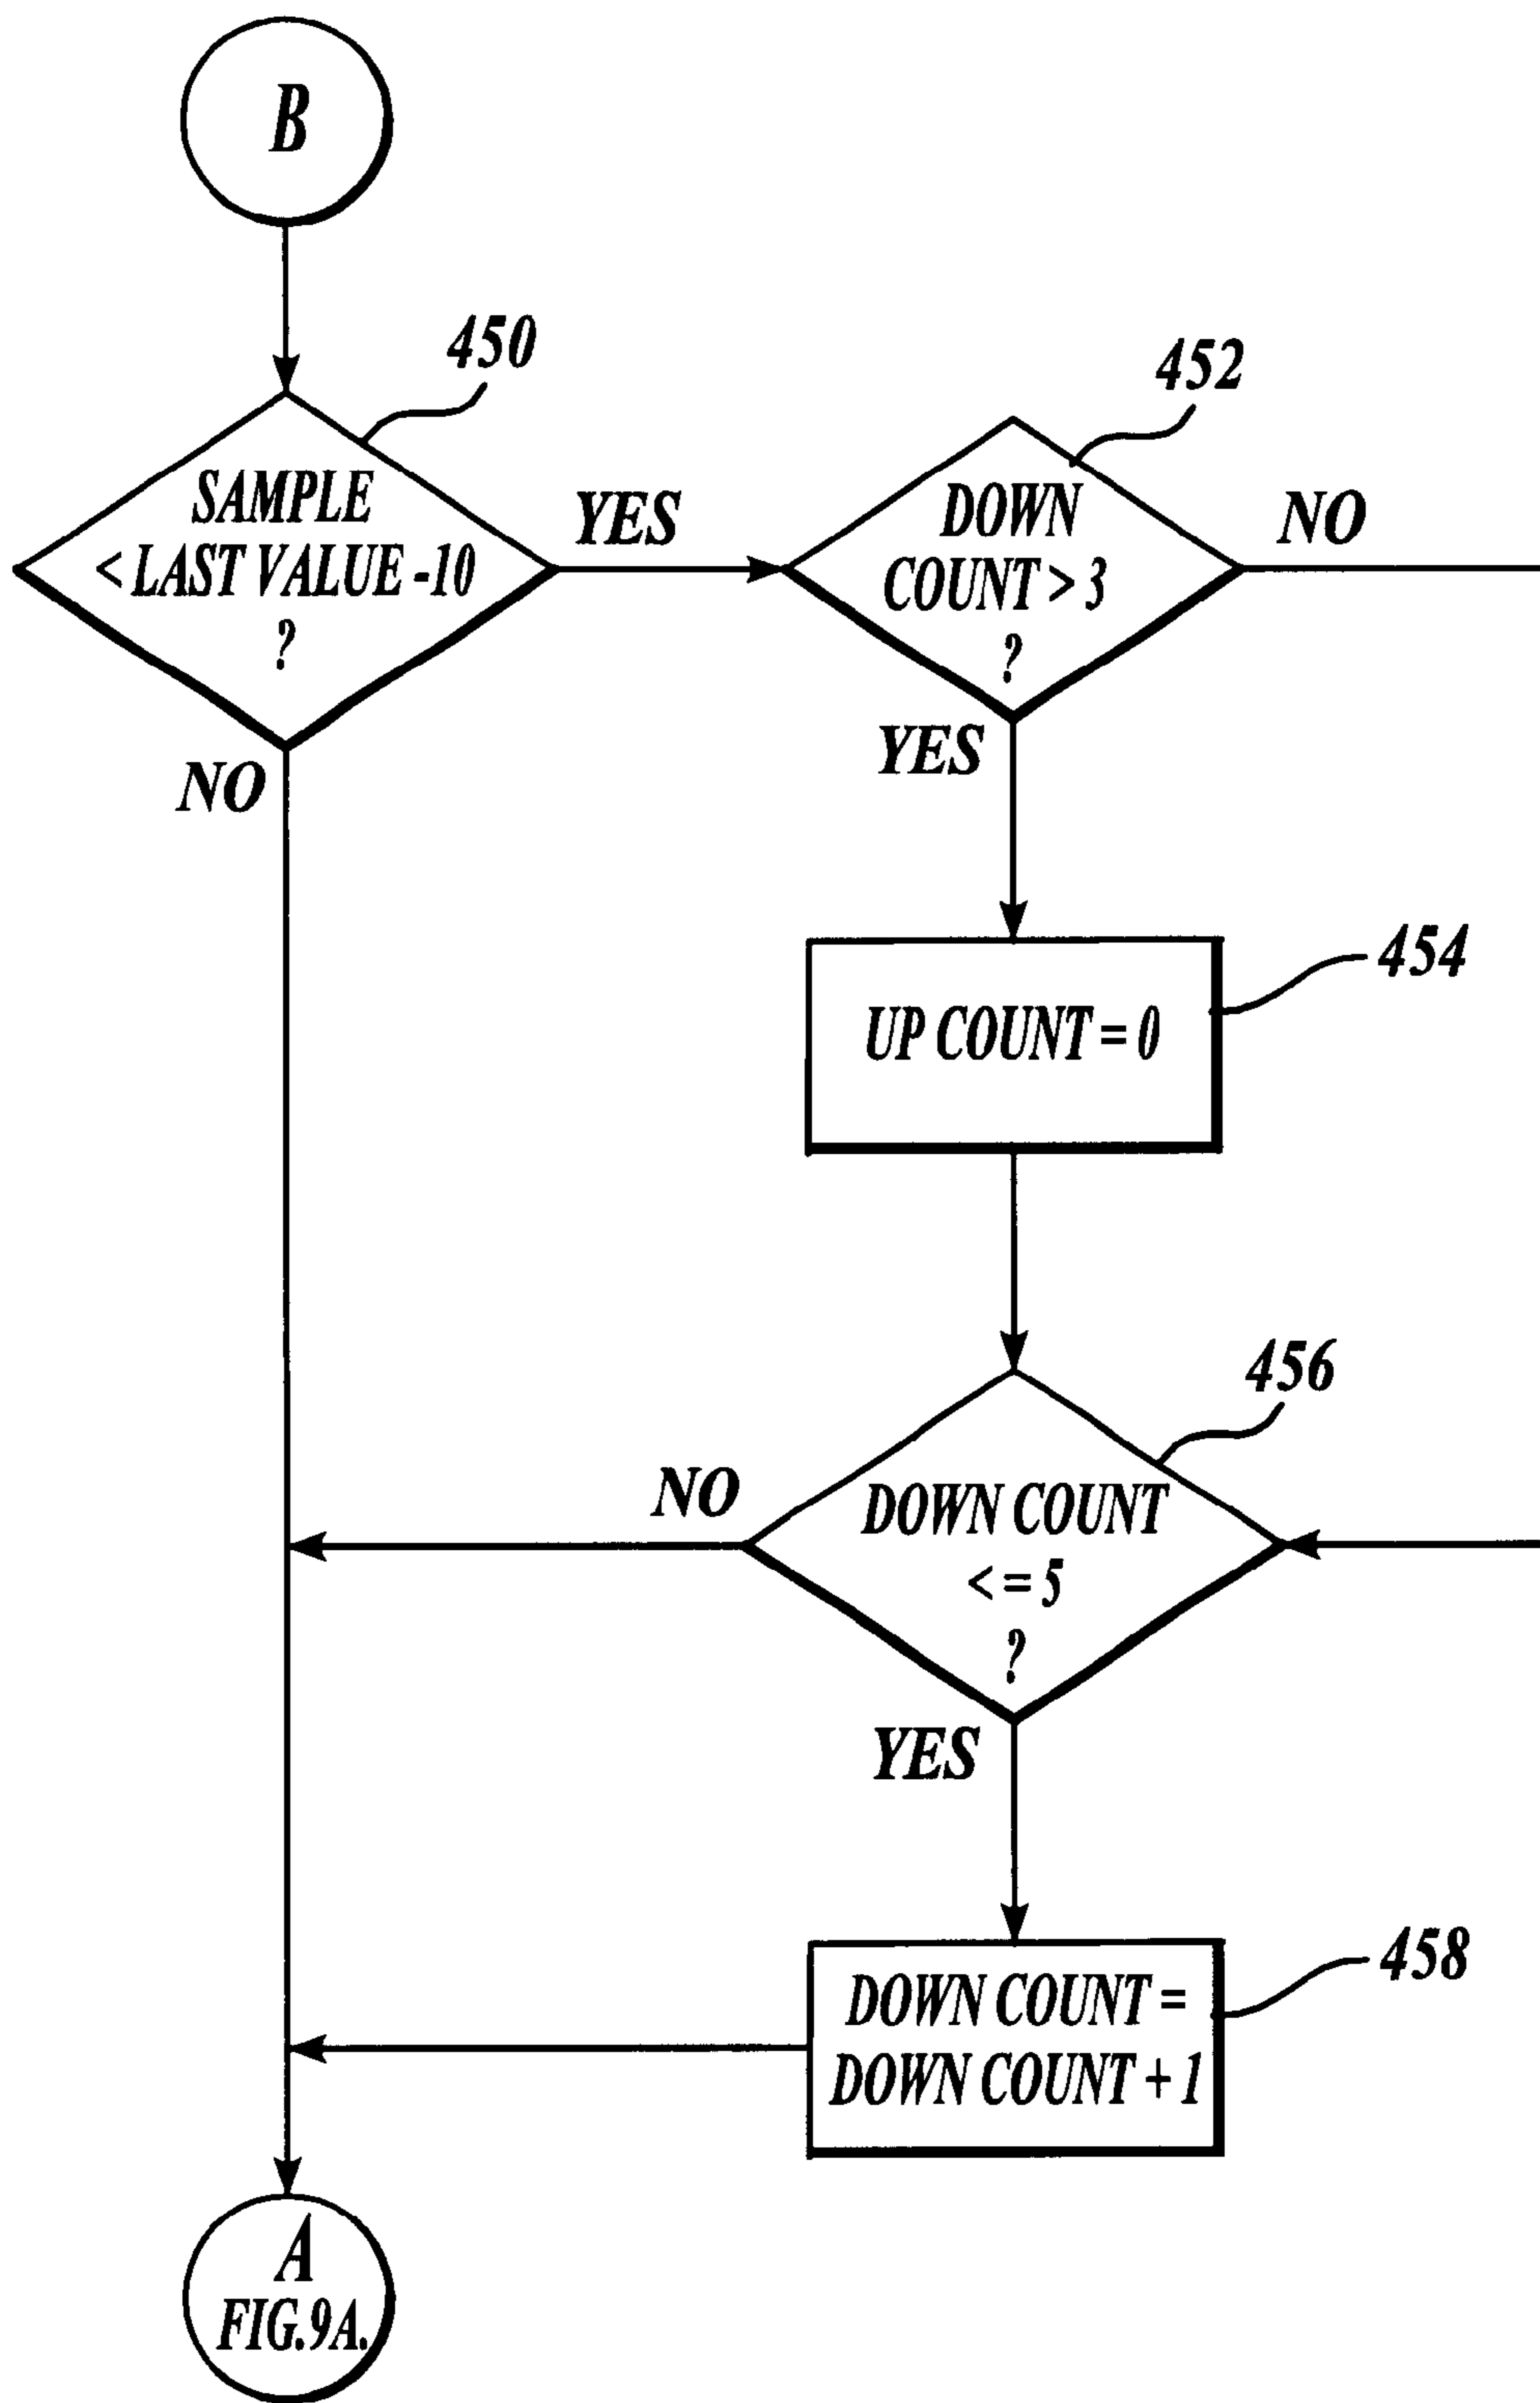 B
450
SAMPLE
< LAST VALUE -10
?
YES
NO
452
DOWN
COUNT > 3
?
NO
YES
454
UP COUNT = 0
456
DOWN COUNT
< = 5
?
NO
YES
458
DOWN COUNT =
DOWN COUNT + 1
A
FIG.9A.